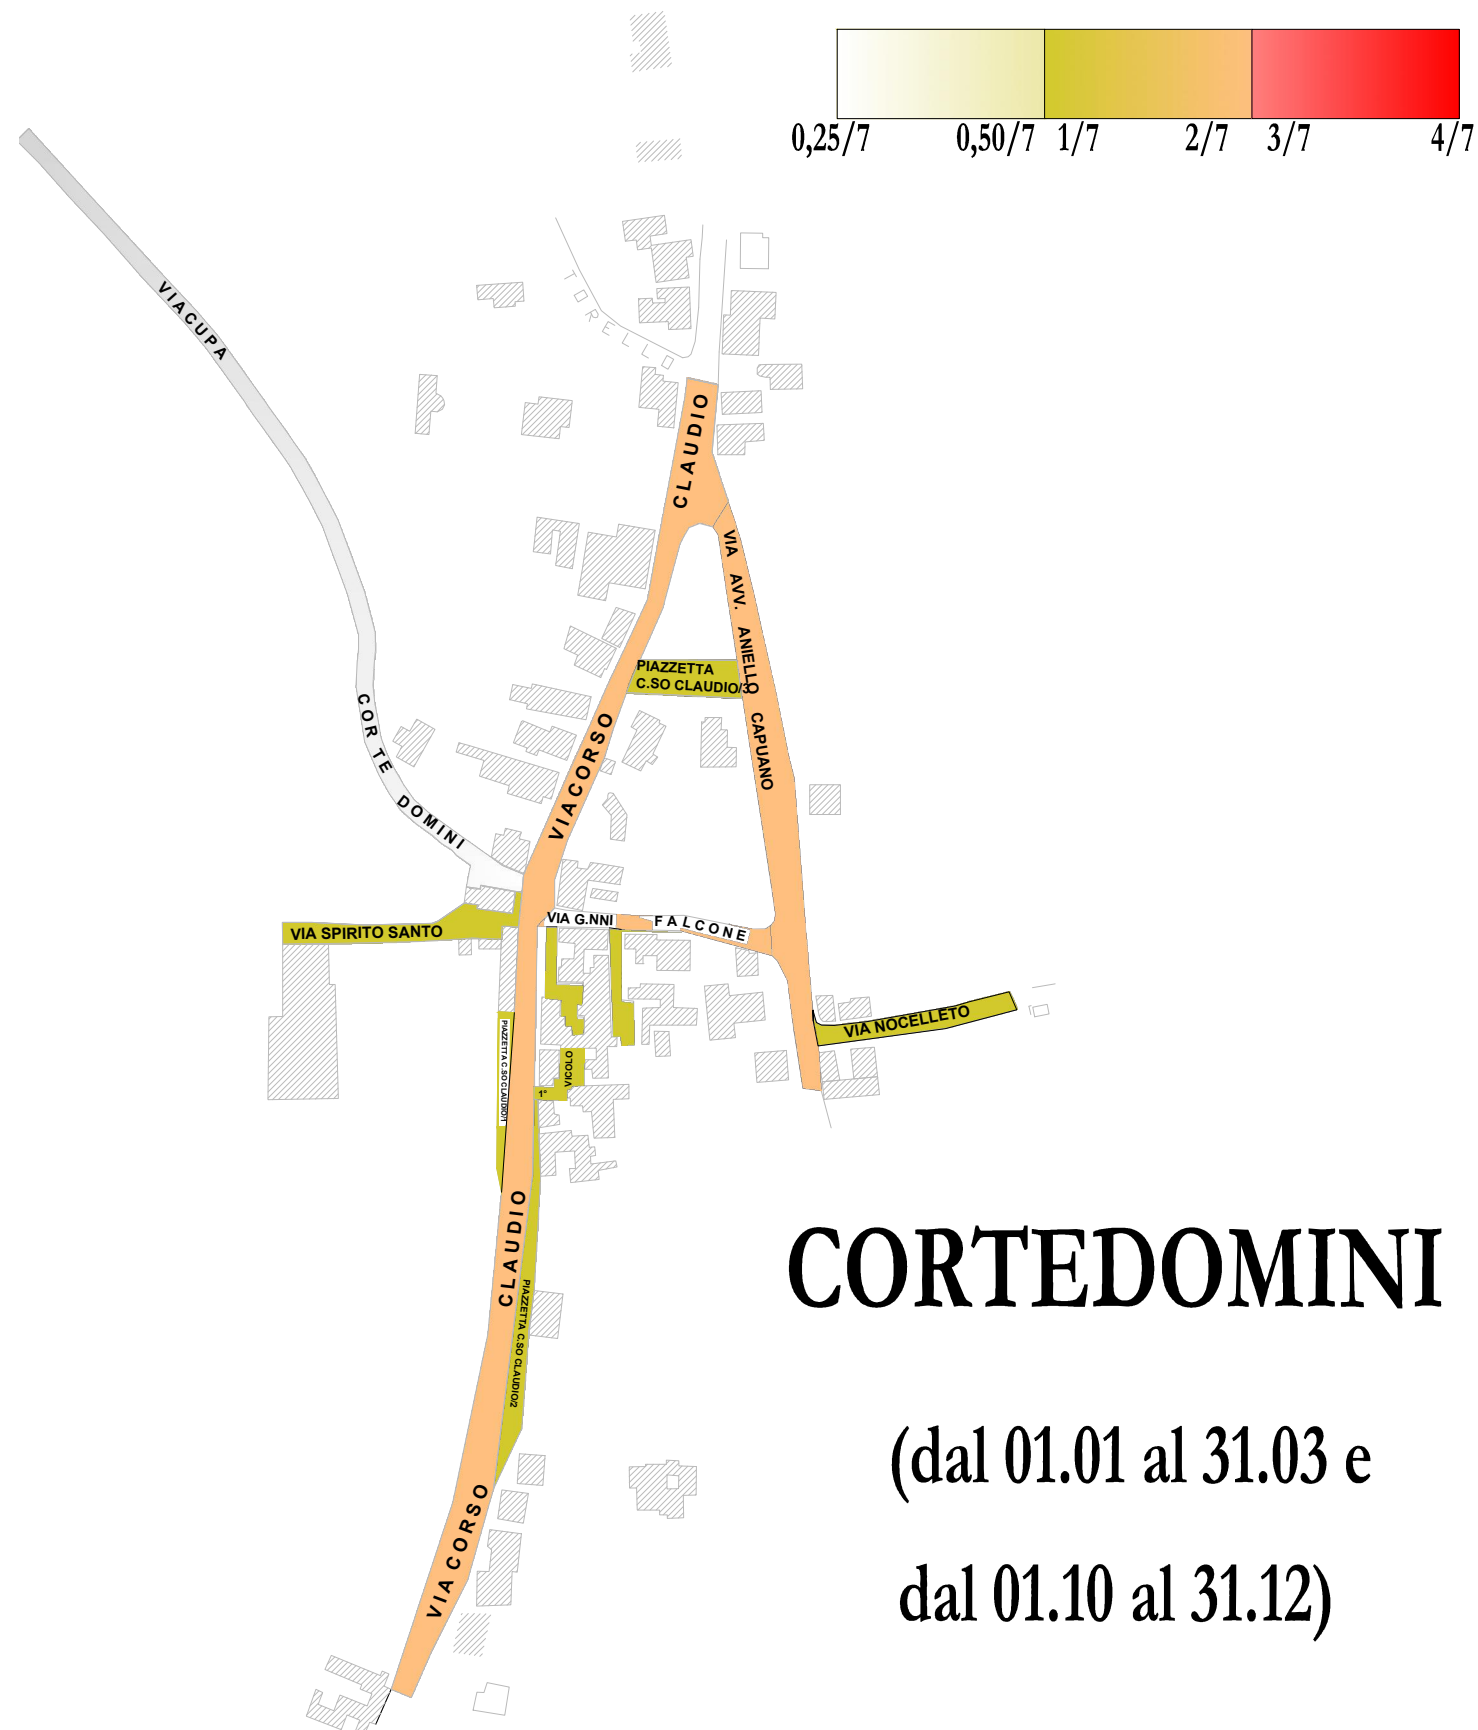 0,25/7 0,50/7 1/7 2/7 3/7 4/7
TORELLO
VIACUPA
CLAUDIO
VIA AVV. ANIELLO CAPUANO
PIAZZETTA
C.SO CLAUDIO/3
COR TE DOMINI
VIACORSO
VIA G.NNI FALCONE
VIA SPIRITO SANTO
VIA NOCELLETO
PIAZZETTA C.SO CLAUDIO/1
VICOLO
1°
CLAUDIO
PIAZZETTA C.SO CLAUDIO/2
VIA CORSO
CORTEDOMINI
(dal 01.01 al 31.03 e
dal 01.10 al 31.12)